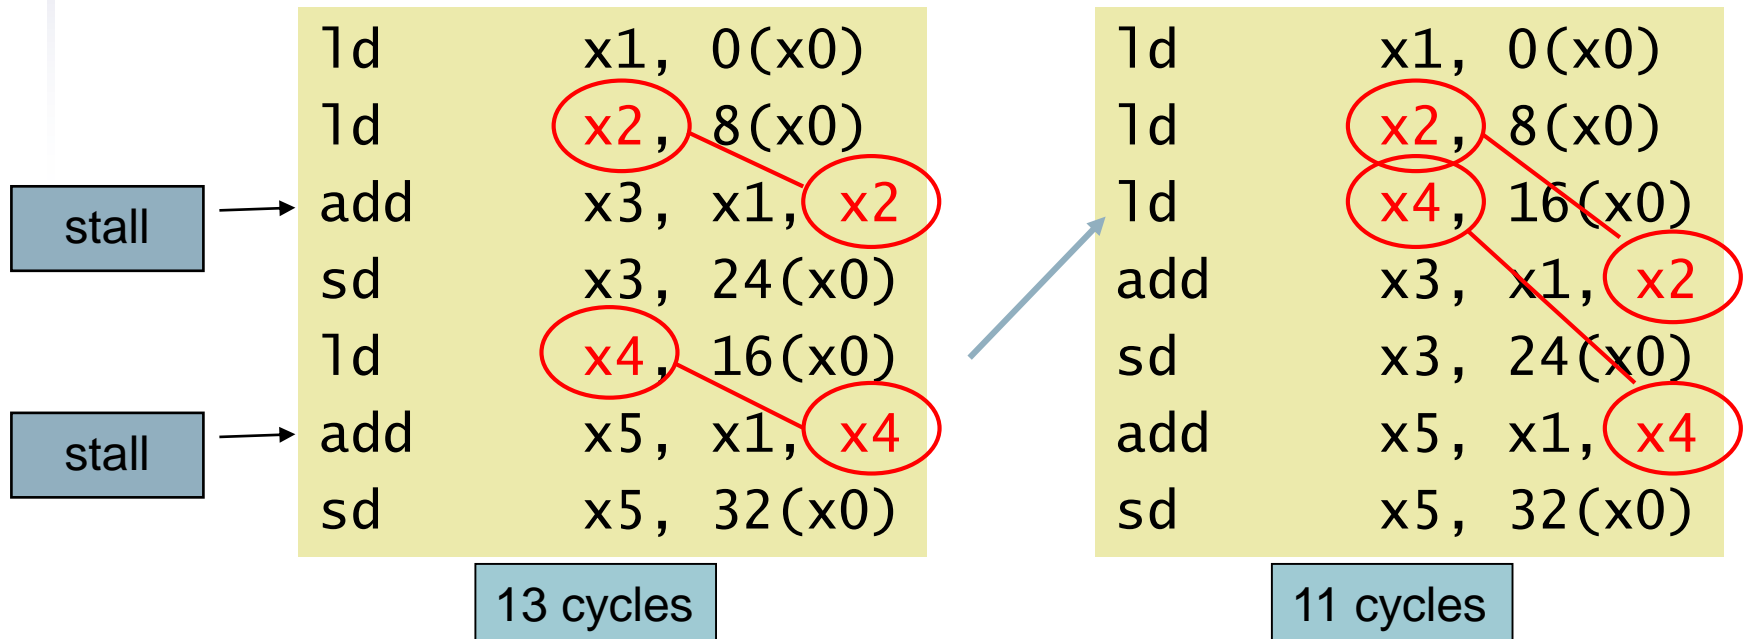 ld x1, 0(x0)
ld x2, 8(x0)
stall
add x3, x1, x2
sd x3, 24(x0)
ld x4, 16(x0)
stall
add x5, x1, x4
sd x5, 32(x0)
13 cycles
ld x1, 0(x0)
ld x2, 8(x0)
ld x4, 16(x0)
add x3, x1, x2
sd x3, 24(x0)
add x5, x1, x4
sd x5, 32(x0)
11 cycles